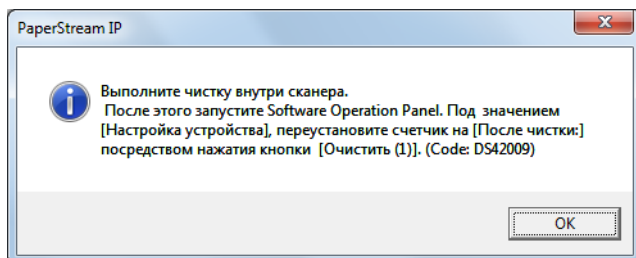 PaperStream IP
Выполните чистку внутри сканера.
После этого запустите Software Operation Panel. Под значением
[Настройка устройства], переустановите счетчик на [После чистки:]
посредством нажатия кнопки [Очистить (1)]. (Code: DS42009)
OK